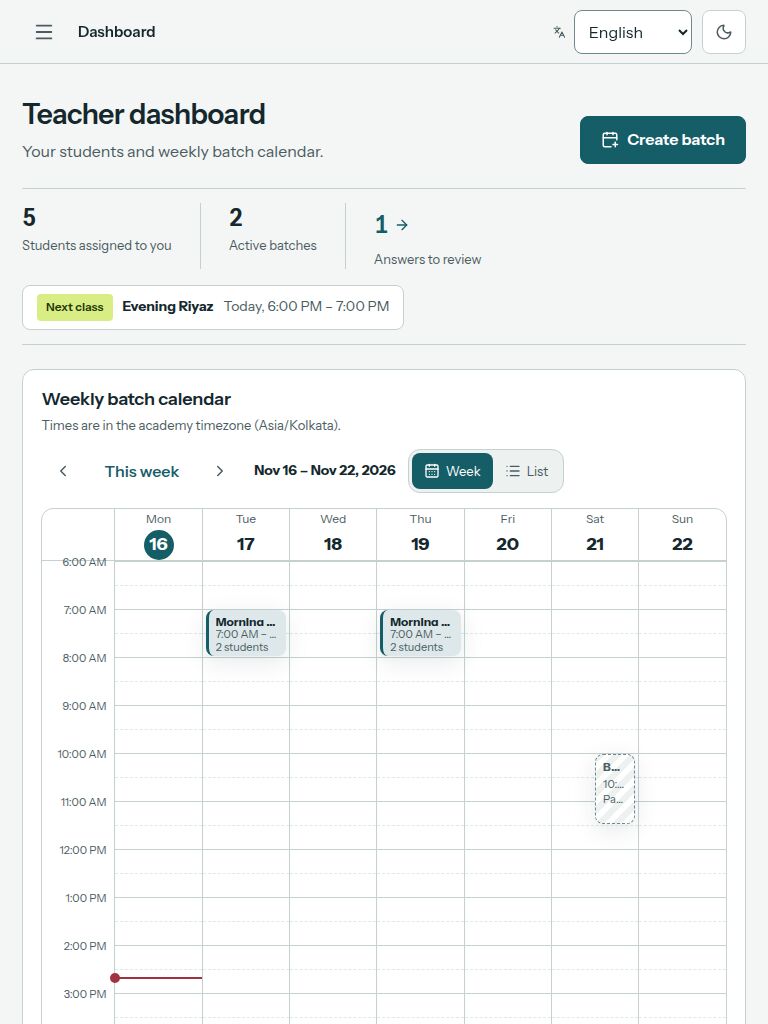 Dashboard
English
Teacher dashboard
Your students and weekly batch calendar.
Create batch
5
Students assigned to you
2
Active batches
1 →
Answers to review
Next class Evening Riyaz Today, 6:00 PM – 7:00 PM
Weekly batch calendar
Times are in the academy timezone (Asia/Kolkata).
This week
Nov 16 – Nov 22, 2026
Week
List
Mon Tue Wed Thu Fri Sat Sun
16 17 18 19 20 21 22
6:00 AM
7:00 AM
Morning ...
7:00 AM – ...
2 students
Morning ...
7:00 AM – ...
2 students
8:00 AM
9:00 AM
10:00 AM
B...
10:...
Pa...
11:00 AM
12:00 PM
1:00 PM
2:00 PM
3:00 PM